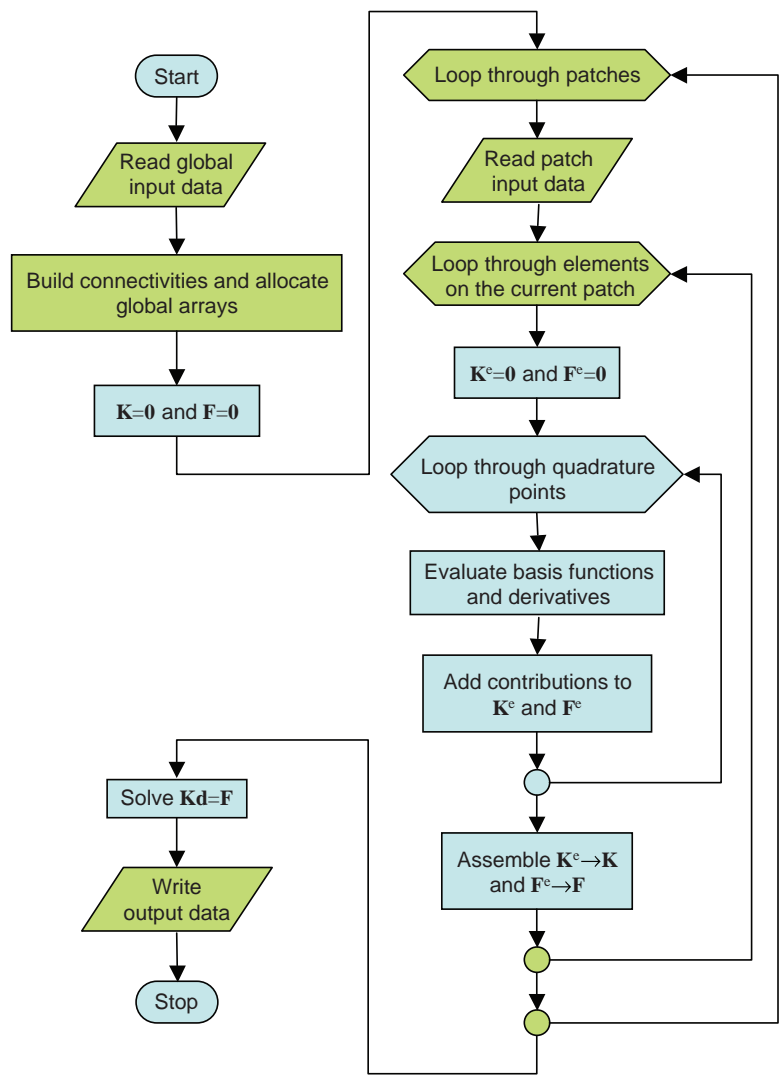 Start
Read global
input data
Build connectivities and allocate
global arrays
K=0 and F=0
Loop through patches
Read patch
input data
Loop through elements
on the current patch
Kᵉ=0 and Fᵉ=0
Loop through quadrature
points
Evaluate basis functions
and derivatives
Add contributions to
Kᵉ and Fᵉ
Assemble Kᵉ→K
and Fᵉ→F
Solve Kd=F
Write
output data
Stop